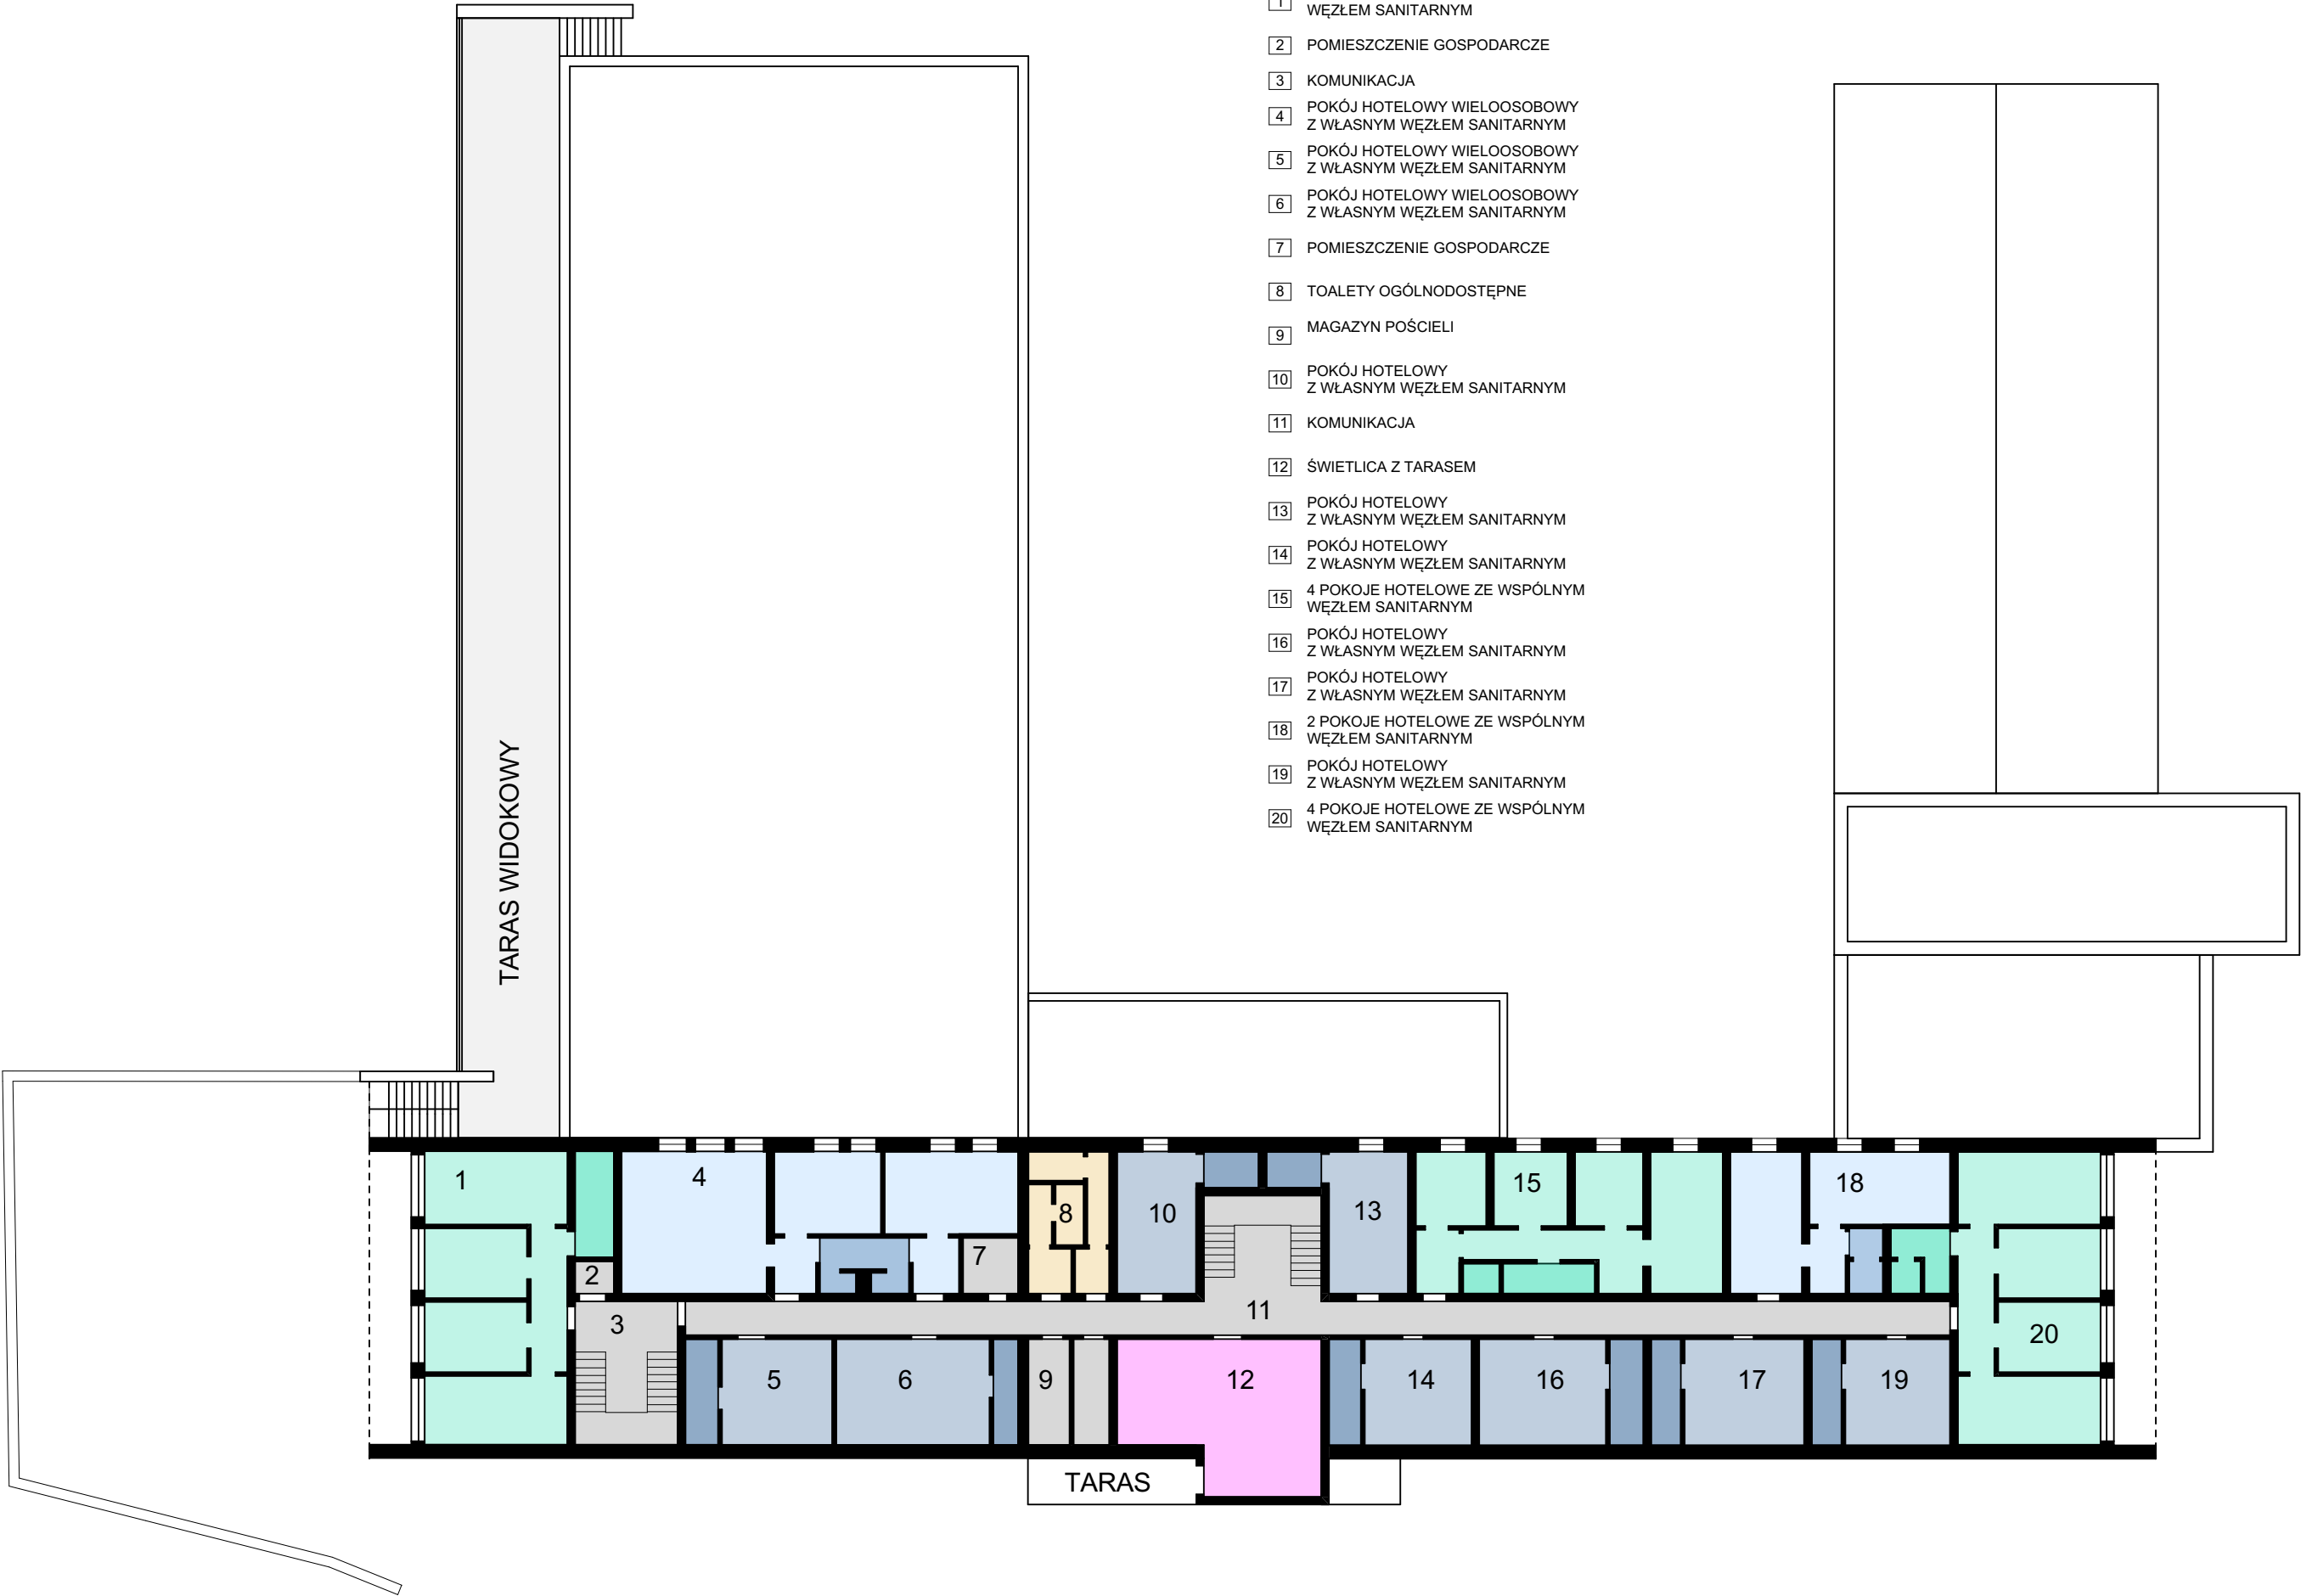 1
WĘZŁEM SANITARNYM
2 POMIESZCZENIE GOSPODARCZE
3 KOMUNIKACJA
4 POKÓJ HOTELOWY WIELOOSOBOWY
Z WŁASNYM WĘZŁEM SANITARNYM
5 POKÓJ HOTELOWY WIELOOSOBOWY
Z WŁASNYM WĘZŁEM SANITARNYM
6 POKÓJ HOTELOWY WIELOOSOBOWY
Z WŁASNYM WĘZŁEM SANITARNYM
7 POMIESZCZENIE GOSPODARCZE
8 TOALETY OGÓLNODOSTĘPNE
9 MAGAZYN POŚCIELI
10 POKÓJ HOTELOWY
Z WŁASNYM WĘZŁEM SANITARNYM
11 KOMUNIKACJA
12 ŚWIETLICA Z TARASEM
13 POKÓJ HOTELOWY
Z WŁASNYM WĘZŁEM SANITARNYM
14 POKÓJ HOTELOWY
Z WŁASNYM WĘZŁEM SANITARNYM
15 4 POKOJE HOTELOWE ZE WSPÓLNYM
WĘZŁEM SANITARNYM
16 POKÓJ HOTELOWY
Z WŁASNYM WĘZŁEM SANITARNYM
17 POKÓJ HOTELOWY
Z WŁASNYM WĘZŁEM SANITARNYM
18 2 POKOJE HOTELOWE ZE WSPÓLNYM
WĘZŁEM SANITARNYM
19 POKÓJ HOTELOWY
Z WŁASNYM WĘZŁEM SANITARNYM
20 4 POKOJE HOTELOWE ZE WSPÓLNYM
WĘZŁEM SANITARNYM
TARAS WIDOKOWY
1
4
8
10
13
15
18
7
2
3
11
20
5
6
9
12
14
16
17
19
TARAS